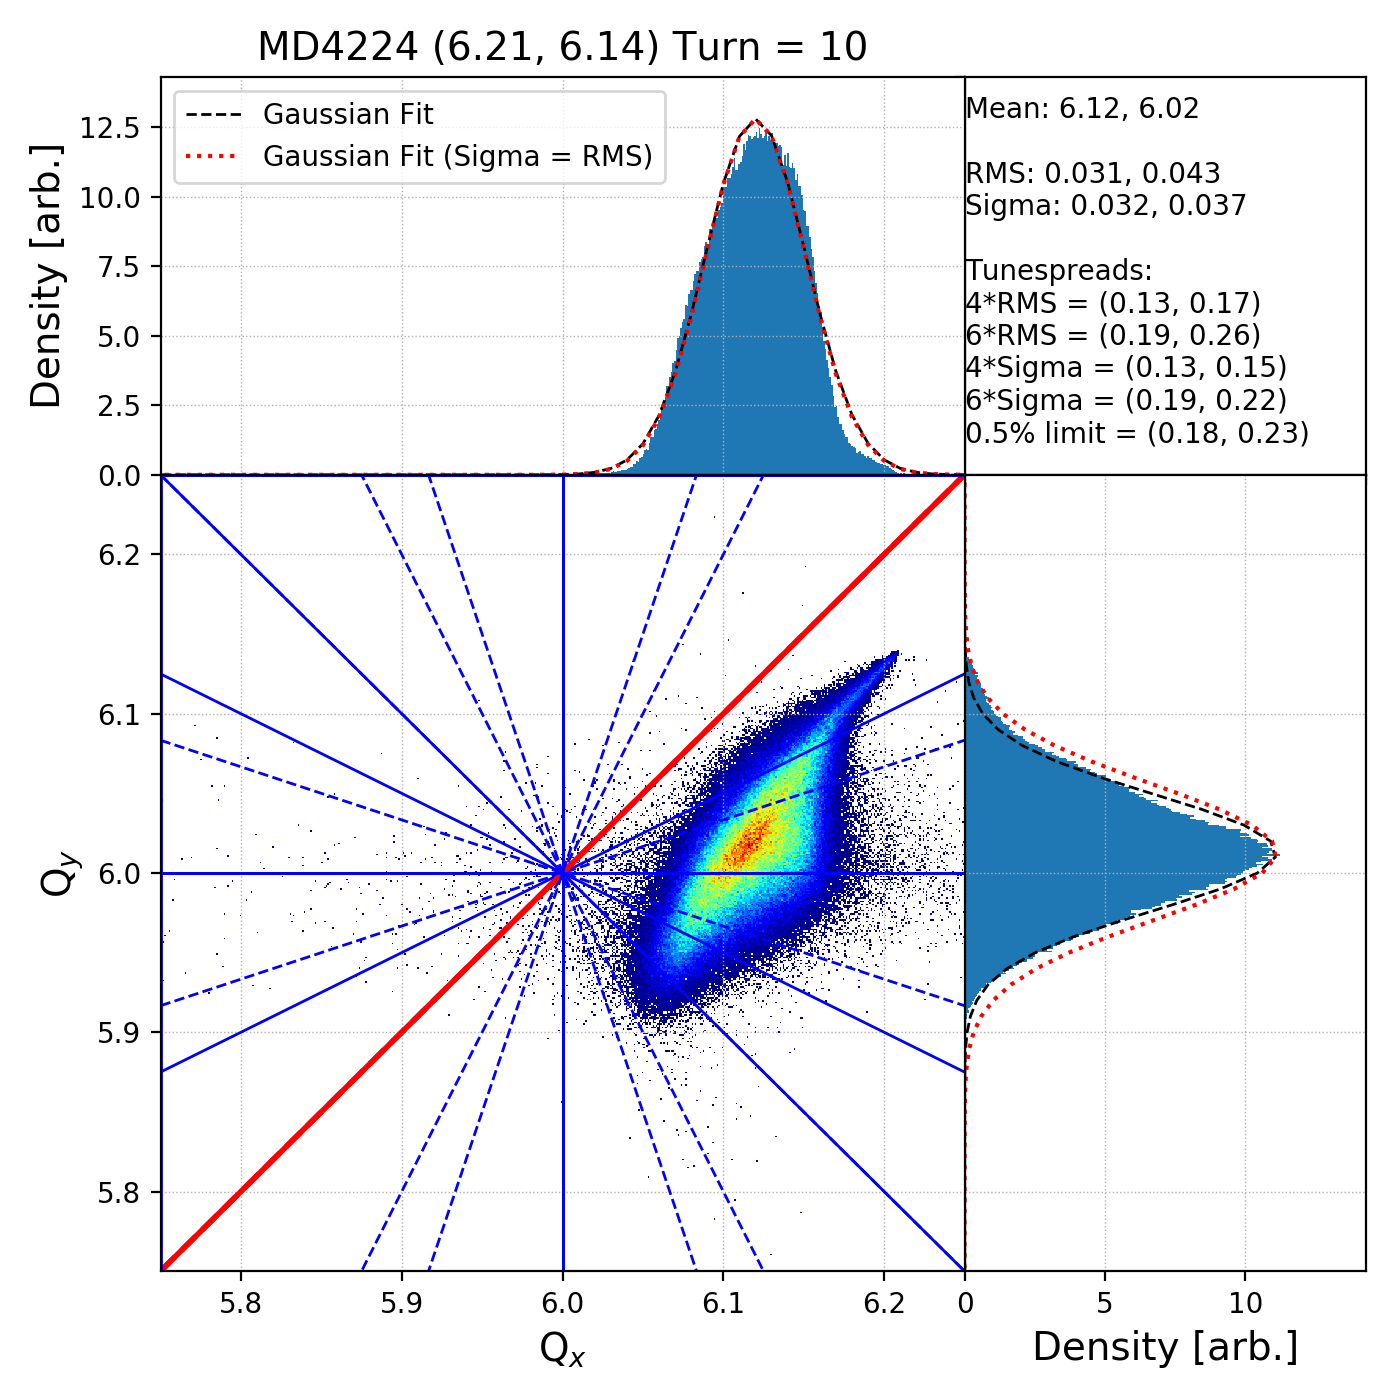 MD4224 (6.21, 6.14) Turn = 10
Gaussian Fit
Gaussian Fit (Sigma = RMS)
Density [arb.]
12.5
10.0
7.5
5.0
2.5
0.0
Mean: 6.12, 6.02
RMS: 0.031, 0.043
Sigma: 0.032, 0.037
Tunespreads:
4*RMS = (0.13, 0.17)
6*RMS = (0.19, 0.26)
4*Sigma = (0.13, 0.15)
6*Sigma = (0.19, 0.22)
0.5% limit = (0.18, 0.23)
Qy
6.2
6.1
6.0
5.9
5.8
5.8 5.9 6.0 6.1 6.2
Qx
0 5 10
Density [arb.]